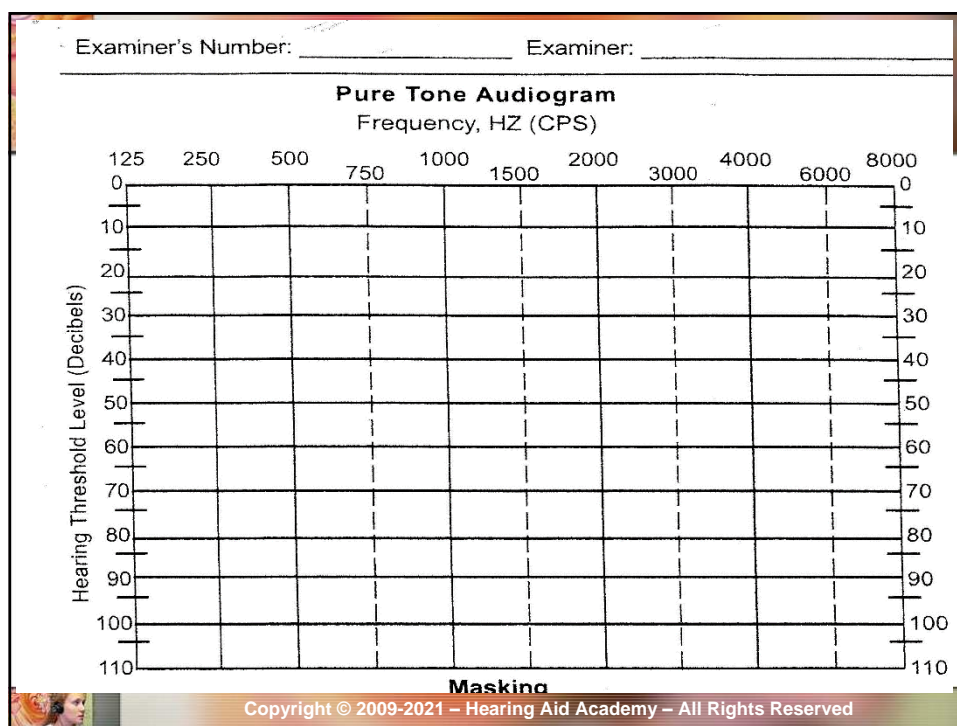 Examiner's Number: ____________ Examiner: ____________________
Pure Tone Audiogram
Frequency, HZ (CPS)
125 250 500 750 1000 1500 2000 3000 4000 6000 8000
0 0
10 10
20 20
30 30
40 40
50 50
60 60
70 70
80 80
90 90
100 100
110 110
Hearing Threshold Level (Decibels)
Masking
Copyright © 2009-2021 – Hearing Aid Academy – All Rights Reserved